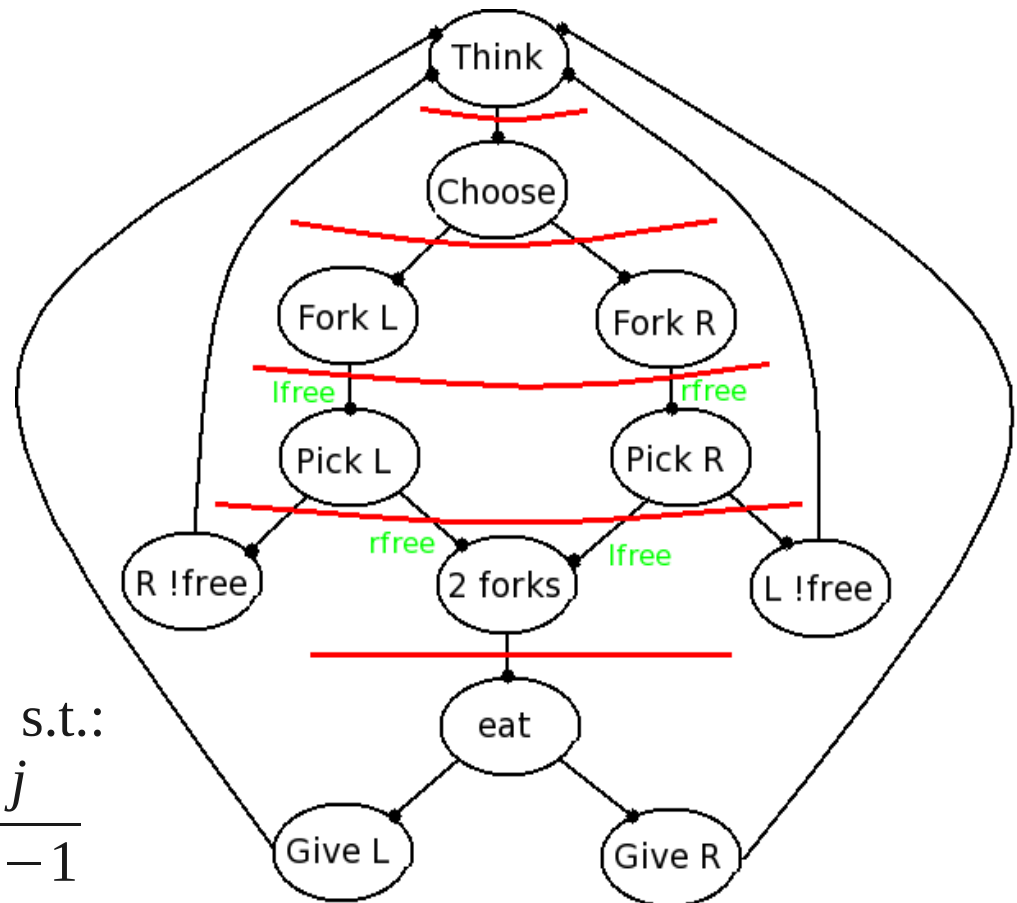 Think
Choose
Fork L
Fork R
lfree
rfree
Pick L
Pick R
rfree
lfree
R !free
2 forks
L !free
s.t.:
eat
j
−1
Give L
Give R